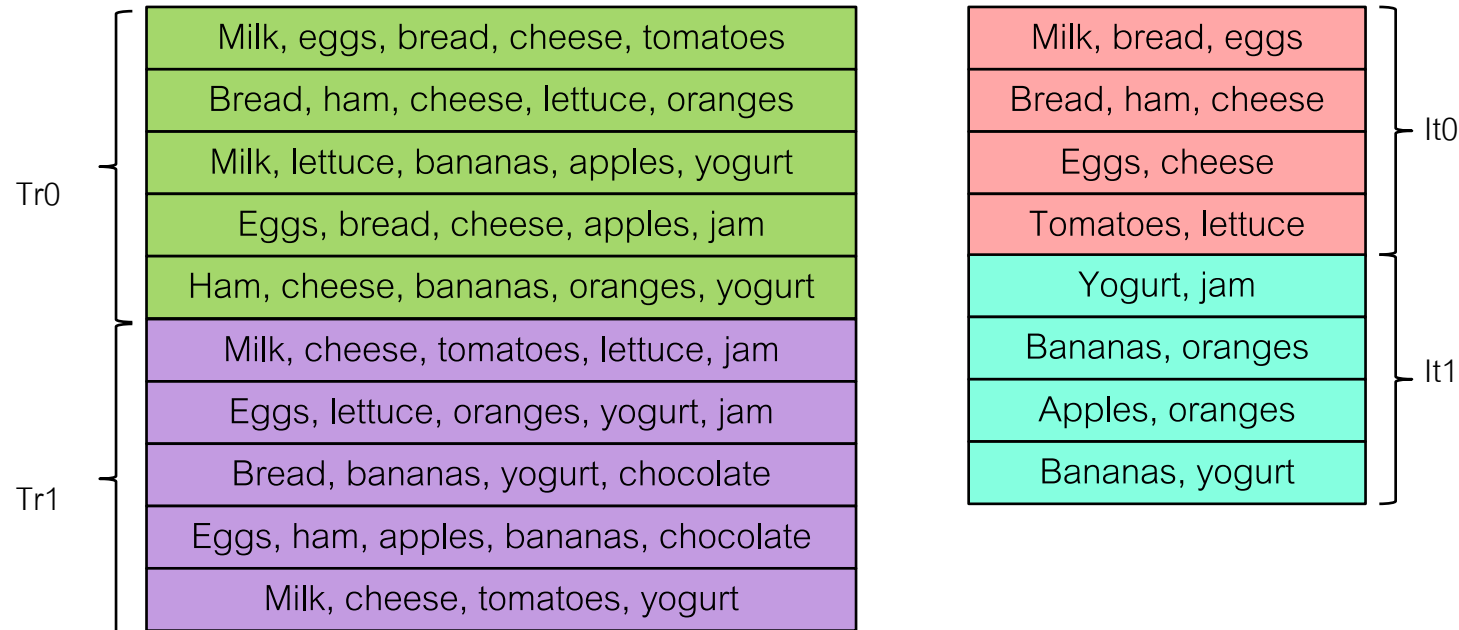 Tr0
Milk, eggs, bread, cheese, tomatoes
Bread, ham, cheese, lettuce, oranges
Milk, lettuce, bananas, apples, yogurt
Eggs, bread, cheese, apples, jam
Ham, cheese, bananas, oranges, yogurt
Tr1
Milk, cheese, tomatoes, lettuce, jam
Eggs, lettuce, oranges, yogurt, jam
Bread, bananas, yogurt, chocolate
Eggs, ham, apples, bananas, chocolate
Milk, cheese, tomatoes, yogurt
Milk, bread, eggs
Bread, ham, cheese
Eggs, cheese
Tomatoes, lettuce
It0
Yogurt, jam
Bananas, oranges
Apples, oranges
Bananas, yogurt
It1